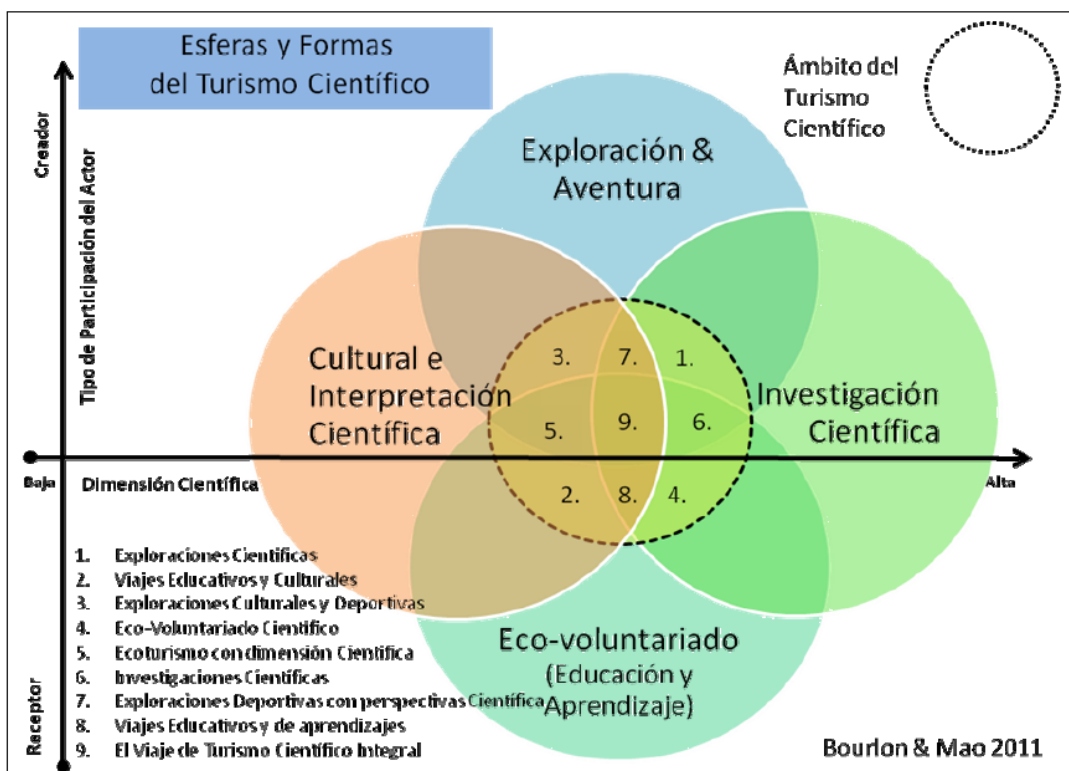 Esferas y Formas
del Turismo Científico
Ámbito del
Turismo
Científico
Creador
Tipo de Participación del Actor
Receptor
Exploración &
Aventura
Cultural e
Interpretación
Científica
Investigación
Científica
3.
7.
1.
5.
9.
6.
2.
8.
4.
Baja
Dimensión Científica
Alta
1. Exploraciones Científicas
2. Viajes Educativos y Culturales
3. Exploraciones Culturales y Deportivas
4. Eco-Voluntariado Científico
5. Ecoturismo con dimensión Científica
6. Investigaciones Científicas
7. Exploraciones Deportivas con perspectivas Científica
8. Viajes Educativos y de aprendizajes
9. El Viaje de Turismo Científico Integral
Eco-voluntariado
(Educación y
Aprendizaje)
Bourlon & Mao 2011